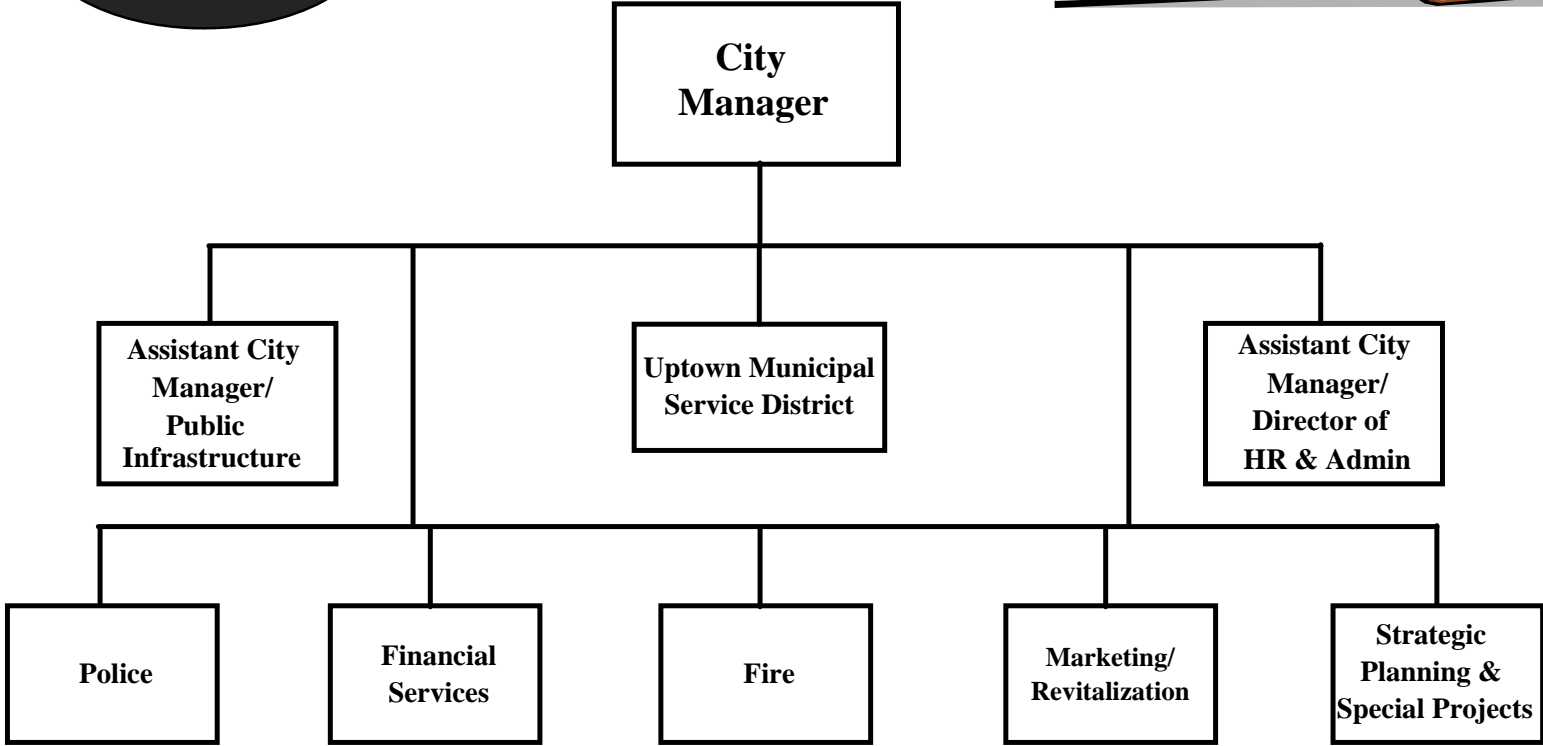 City
Manager
Assistant City
Manager/
Public
Infrastructure
Uptown Municipal
Service District
Assistant City
Manager/
Director of
HR & Admin
Police
Financial
Services
Fire
Marketing/
Revitalization
Strategic
Planning &
Special Projects